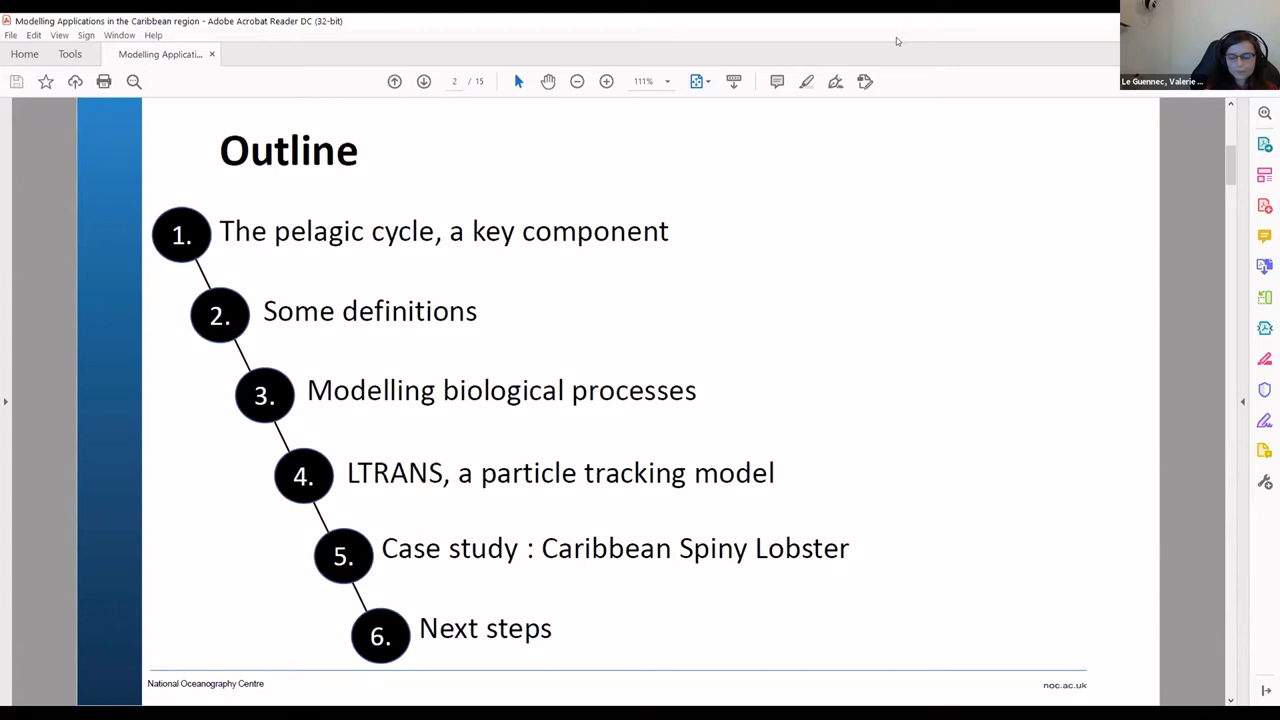 Modelling Applications in the Caribbean region - Adobe Acrobat Reader DC (32-bit)
File Edit View Sign Window Help
Home Tools Modelling Applicati... ×
2 / 15 111%
Le Guennec, Valerie ...
Outline
1. The pelagic cycle, a key component
2. Some definitions
3. Modelling biological processes
4. LTRANS, a particle tracking model
5. Case study : Caribbean Spiny Lobster
6. Next steps
National Oceanography Centre
noc.ac.uk